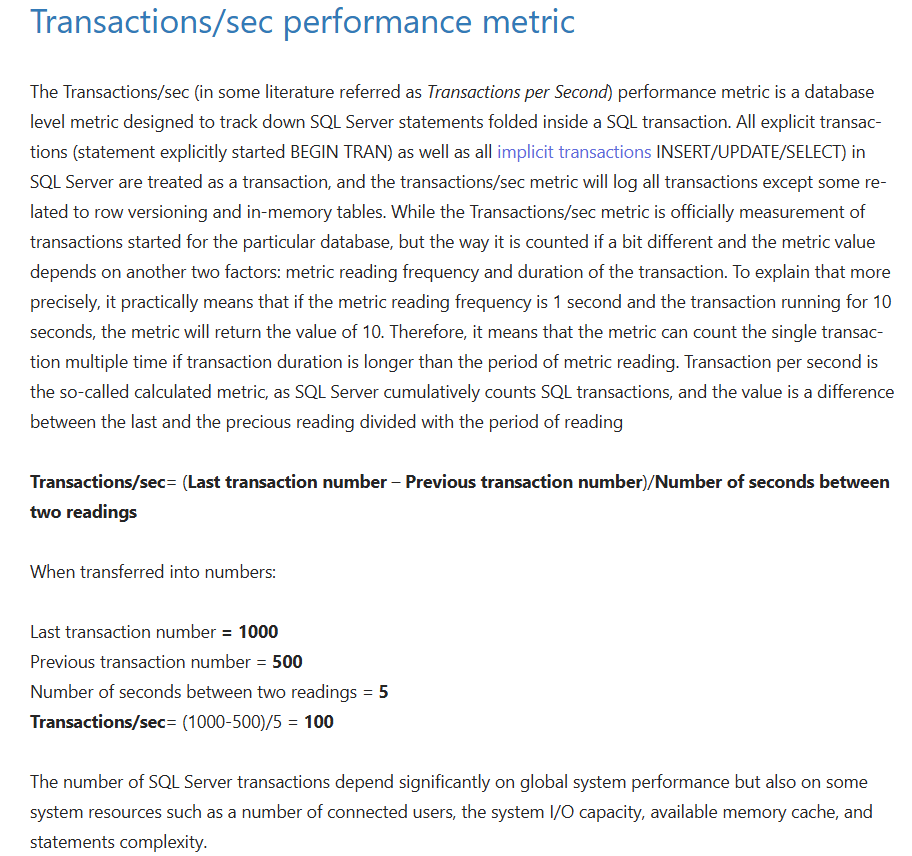 Transactions/sec performance metric
The Transactions/sec (in some literature referred as Transactions per Second) performance metric is a database
level metric designed to track down SQL Server statements folded inside a SQL transaction. All explicit transac-
tions (statement explicitly started BEGIN TRAN) as well as all implicit transactions INSERT/UPDATE/SELECT) in
SQL Server are treated as a transaction, and the transactions/sec metric will log all transactions except some re-
lated to row versioning and in-memory tables. While the Transactions/sec metric is officially measurement of
transactions started for the particular database, but the way it is counted if a bit different and the metric value
depends on another two factors: metric reading frequency and duration of the transaction. To explain that more
precisely, it practically means that if the metric reading frequency is 1 second and the transaction running for 10
seconds, the metric will return the value of 10. Therefore, it means that the metric can count the single transac-
tion multiple time if transaction duration is longer than the period of metric reading. Transaction per second is
the so-called calculated metric, as SQL Server cumulatively counts SQL transactions, and the value is a difference
between the last and the precious reading divided with the period of reading
Transactions/sec= (Last transaction number – Previous transaction number)/Number of seconds between
two readings
When transferred into numbers:
Last transaction number = 1000
Previous transaction number = 500
Number of seconds between two readings = 5
Transactions/sec= (1000-500)/5 = 100
The number of SQL Server transactions depend significantly on global system performance but also on some
system resources such as a number of connected users, the system I/O capacity, available memory cache, and
statements complexity.